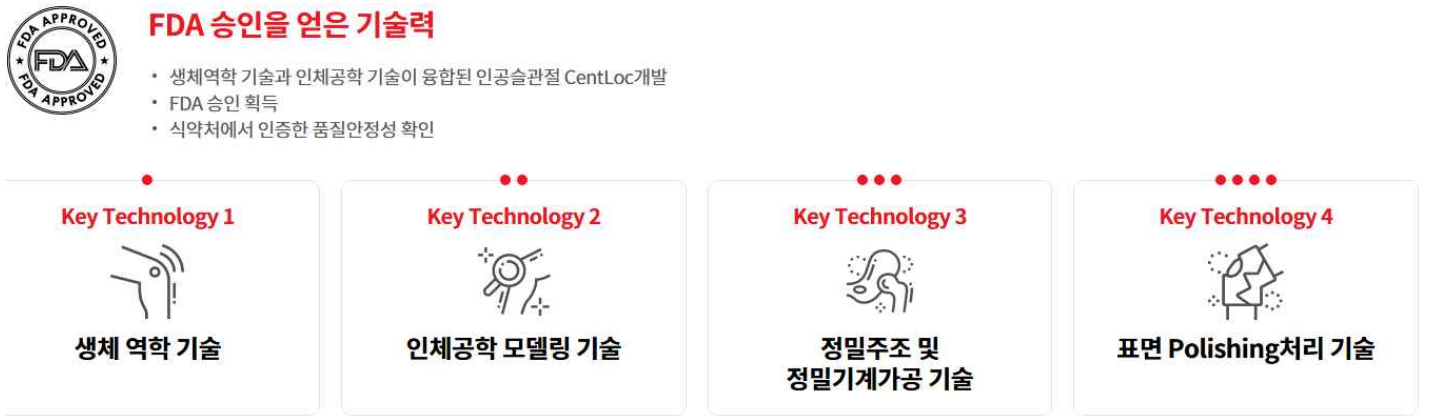 FDA APPROVED
FDA
FDA APPROVED
FDA 승인을 얻은 기술력
• 생체역학 기술과 인체공학 기술이 융합된 인공슬관절 CentLoc개발
• FDA 승인 획득
• 식약처에서 인증한 품질안정성 확인
Key Technology 1
생체 역학 기술
Key Technology 2
인체공학 모델링 기술
Key Technology 3
정밀주조 및
정밀기계가공 기술
Key Technology 4
표면 Polishing처리 기술